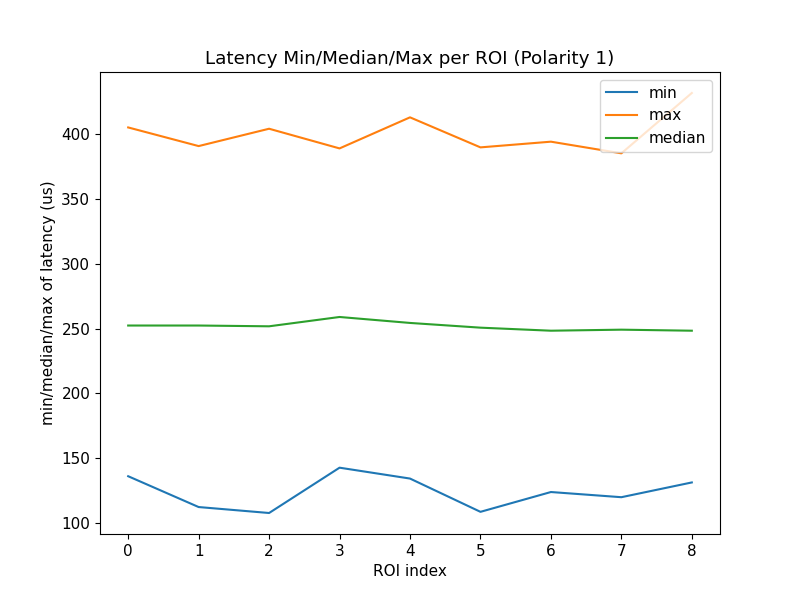 Latency Min/Median/Max per ROI (Polarity 1)
min
max
median
min/median/max of latency (us)
400
350
300
250
200
150
100
0 1 2 3 4 5 6 7 8
ROI index